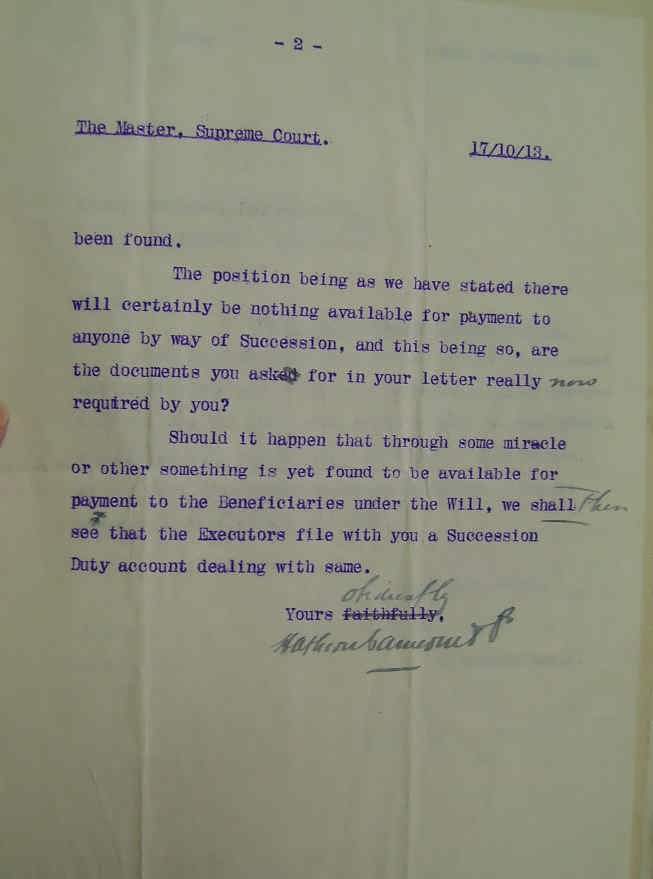 - 2 -
The Master, Supreme Court.
17/10/13.
been found.
The position being as we have stated there
will certainly be nothing available for payment to
anyone by way of Succession, and this being so, are
the documents you asked for in your letter really now
required by you?
Should it happen that through some miracle
or other something is yet found to be available for
payment to the Beneficiaries under the Will, we shall then
see that the Executors file with you a Succession
Duty account dealing with same.
obediently
Yours faithfully,